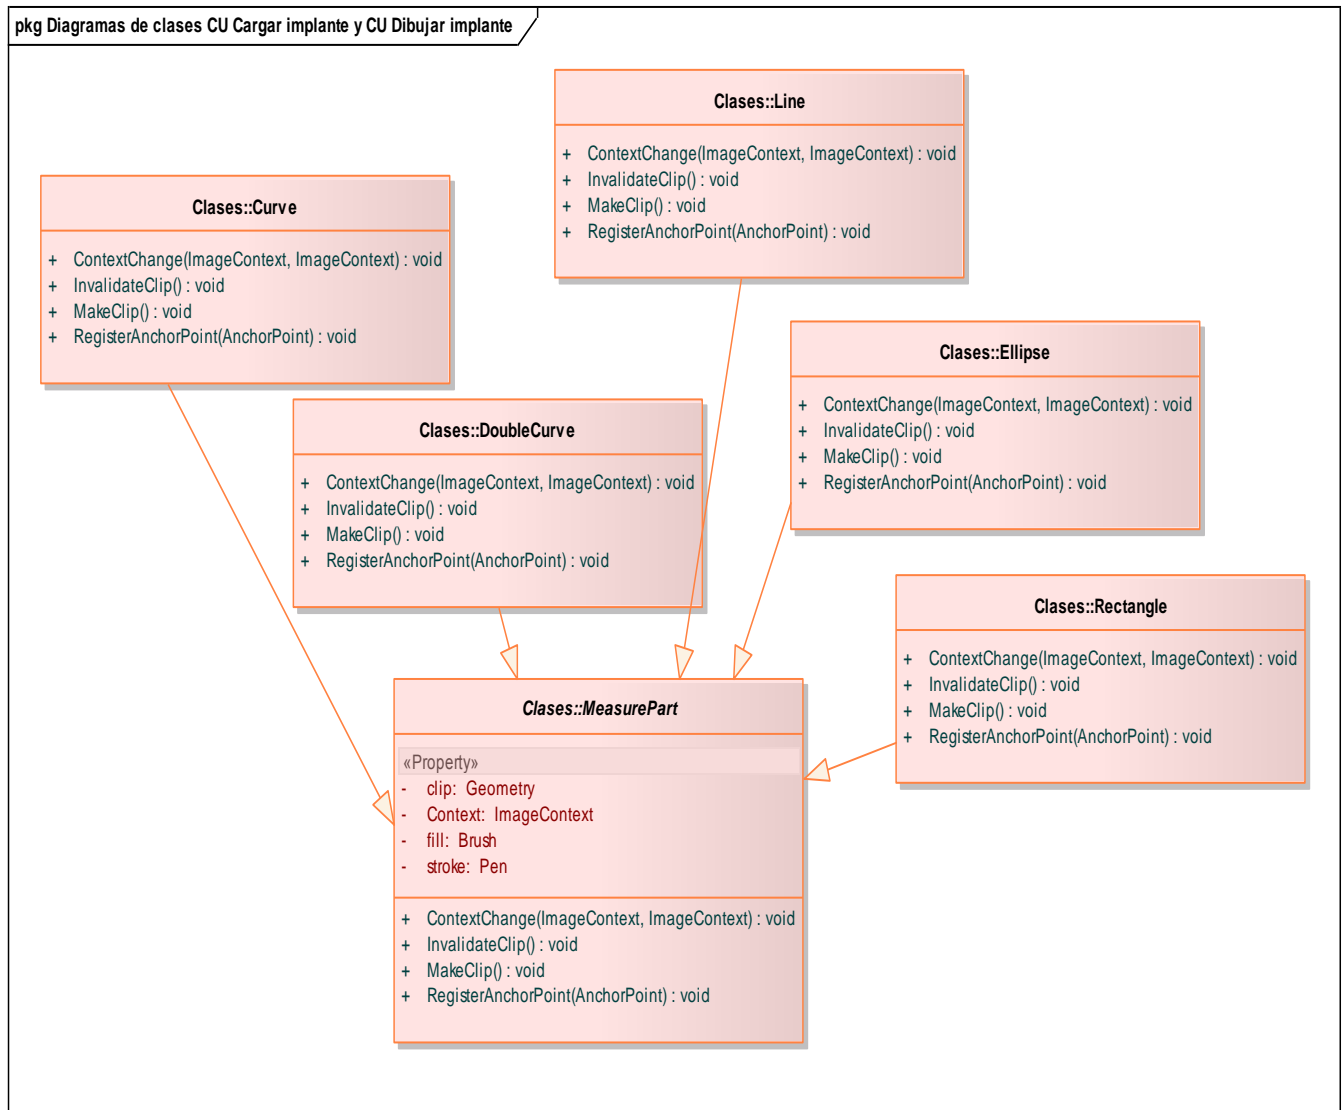 pkg Diagramas de clases CU Cargar implante y CU Dibujar implante
Clases::Line
+ ContextChange(ImageContext, ImageContext) : void
+ InvalidateClip() : void
+ MakeClip() : void
+ RegisterAnchorPoint(AnchorPoint) : void
Clases::Curve
+ ContextChange(ImageContext, ImageContext) : void
+ InvalidateClip() : void
+ MakeClip() : void
+ RegisterAnchorPoint(AnchorPoint) : void
Clases::Ellipse
+ ContextChange(ImageContext, ImageContext) : void
+ InvalidateClip() : void
+ MakeClip() : void
+ RegisterAnchorPoint(AnchorPoint) : void
Clases::DoubleCurve
+ ContextChange(ImageContext, ImageContext) : void
+ InvalidateClip() : void
+ MakeClip() : void
+ RegisterAnchorPoint(AnchorPoint) : void
Clases::Rectangle
+ ContextChange(ImageContext, ImageContext) : void
+ InvalidateClip() : void
+ MakeClip() : void
+ RegisterAnchorPoint(AnchorPoint) : void
Clases::MeasurePart
«Property»
- clip: Geometry
- Context: ImageContext
- fill: Brush
- stroke: Pen
+ ContextChange(ImageContext, ImageContext) : void
+ InvalidateClip() : void
+ MakeClip() : void
+ RegisterAnchorPoint(AnchorPoint) : void